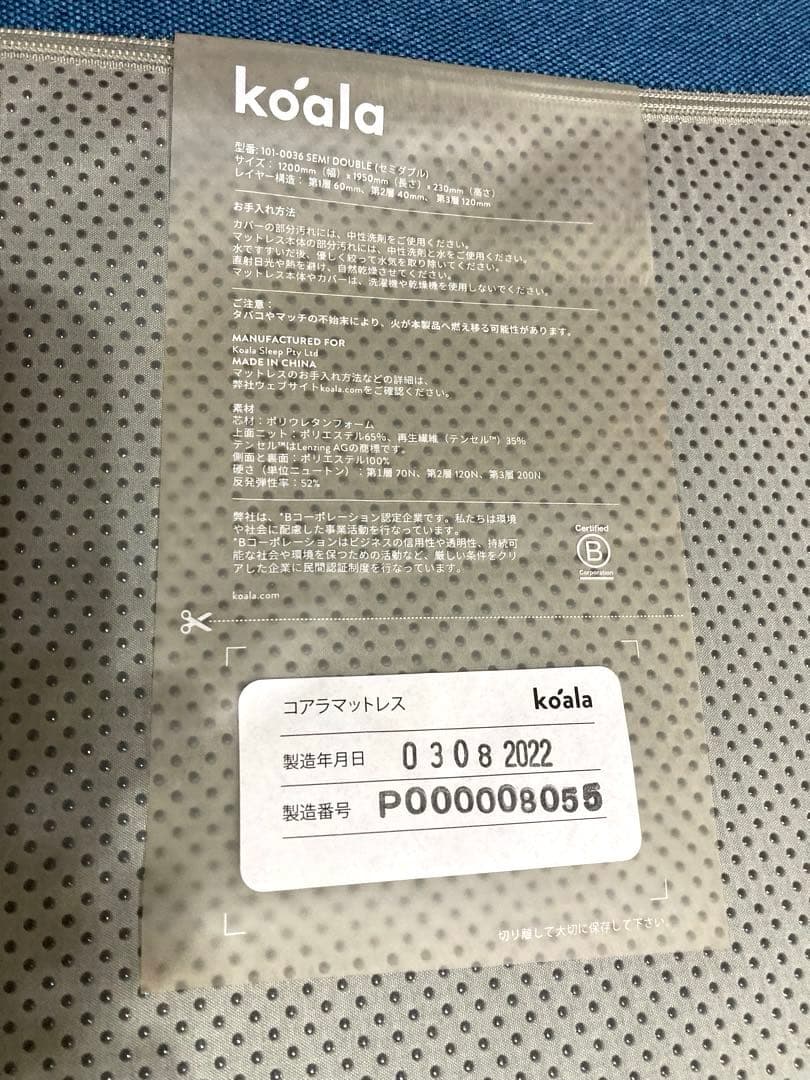 koala
型番: 101-0036 SEMI DOUBLE (セミダブル)
サイズ： 1200mm（幅）x 1950mm（長さ）x 230mm（高さ）
レイヤー構造： 第1層 60mm、第2層 40mm、 第3層 120mm
お手入れ方法
カバーの部分汚れには、中性洗剤をご使用ください。
マットレス本体の部分汚れには、中性洗剤と水をご使用ください。
水ですすいだ後、優しく絞って水気を取り除いてください。
直射日光や熱を避け、自然乾燥させてください。
マットレス本体やカバーは、洗濯機や乾燥機を使用しないでください。
ご注意：
タバコやマッチの不始末により、火が本製品へ燃え移る可能性があります。
MANUFACTURED FOR
Koala Sleep Pty Ltd
MADE IN CHINA
マットレスのお手入れ方法などの詳細は、
弊社ウェブサイトkoala.comをご確認ください。
素材
芯材：ポリウレタンフォーム
上面ニット：ポリエステル65%、再生繊維（テンセル™）35%
テンセル™はLenzing AGの商標です。
側面と裏面：ポリエステル100%
硬さ（単位ニュートン）：第1層 70N、第2層 120N、第3層 200N
反発弾性率：52%
弊社は、*Bコーポレーション認定企業です。私たちは環境
や社会に配慮した事業活動を行なっています。
*Bコーポレーションはビジネスの信用性や透明性、持続可
能な社会や環境を保つための活動など、厳しい条件をクリ
アした企業に民間認証制度を行なっています。
Certified
B
Corporation
koala.com
コアラマットレス koala
製造年月日 0308 2022
製造番号 P000008055
切り離して大切に保存して下さい。